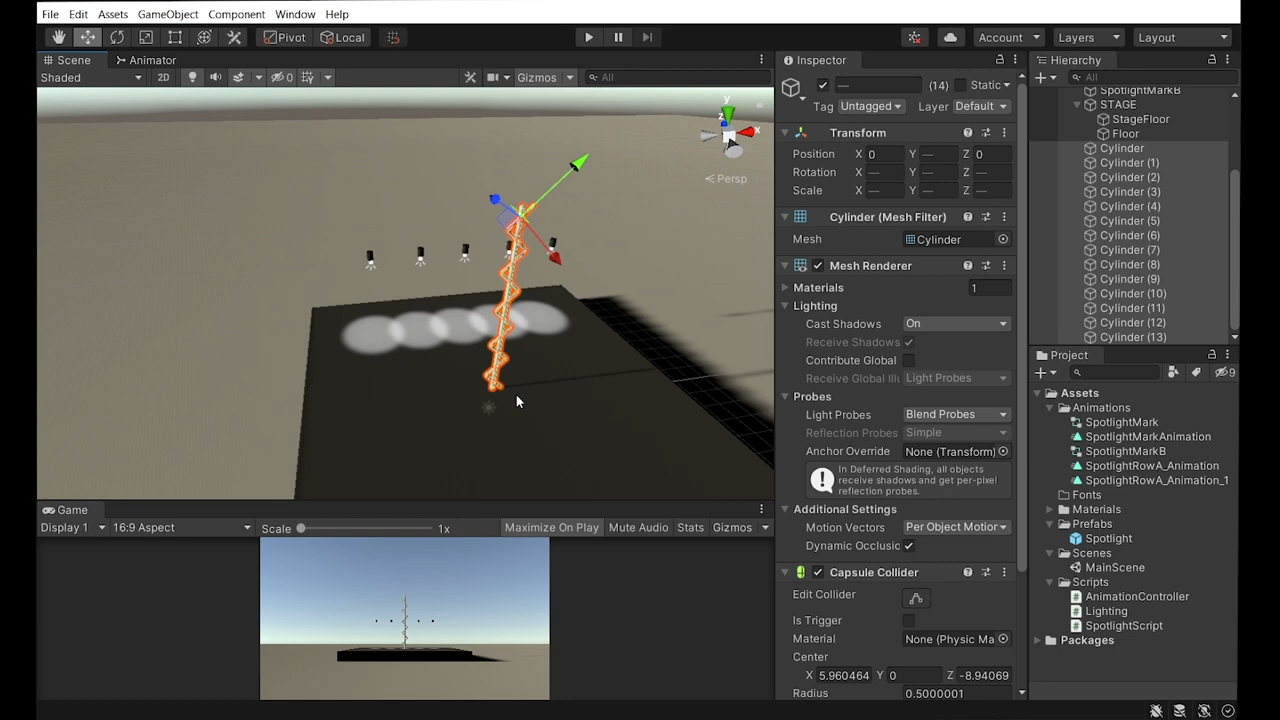 File Edit Assets GameObject Component Window Help
Pivot Local Account Layers Layout
Scene Animator
Shaded 2D 0 Gizmos All
y
z x
Persp
Inspector
— (14) Static
Tag Untagged Layer Default
Transform
Position X 0 Y — Z 0
Rotation X — Y — Z —
Scale X — Y — Z —
Cylinder (Mesh Filter)
Mesh Cylinder
Mesh Renderer
Materials 1
Lighting
Cast Shadows On
Receive Shadows
Contribute Global
Receive Global Illu Light Probes
Probes
Light Probes Blend Probes
Reflection Probes Simple
Anchor Override None (Transform)
In Deferred Shading, all objects
receive shadows and get per-pixel
reflection probes.
Additional Settings
Motion Vectors Per Object Motion
Dynamic Occlusic
Capsule Collider
Edit Collider
Is Trigger
Material None (Physic Ma
Center
X 5.960464 Y 0 Z -8.94069
Radius 0.5000001
Hierarchy
All
SpotlightMarkB
STAGE
StageFloor
Floor
Cylinder
Cylinder (1)
Cylinder (2)
Cylinder (3)
Cylinder (4)
Cylinder (5)
Cylinder (6)
Cylinder (7)
Cylinder (8)
Cylinder (9)
Cylinder (10)
Cylinder (11)
Cylinder (12)
Cylinder (13)
Project
9
Assets
Animations
SpotlightMark
SpotlightMarkAnimation
SpotlightMarkB
SpotlightRowA_Animation
SpotlightRowA_Animation_1
Fonts
Materials
Prefabs
Spotlight
Scenes
MainScene
Scripts
AnimationController
Lighting
SpotlightScript
Packages
Game
Display 1 16:9 Aspect Scale 1x Maximize On Play Mute Audio Stats Gizmos